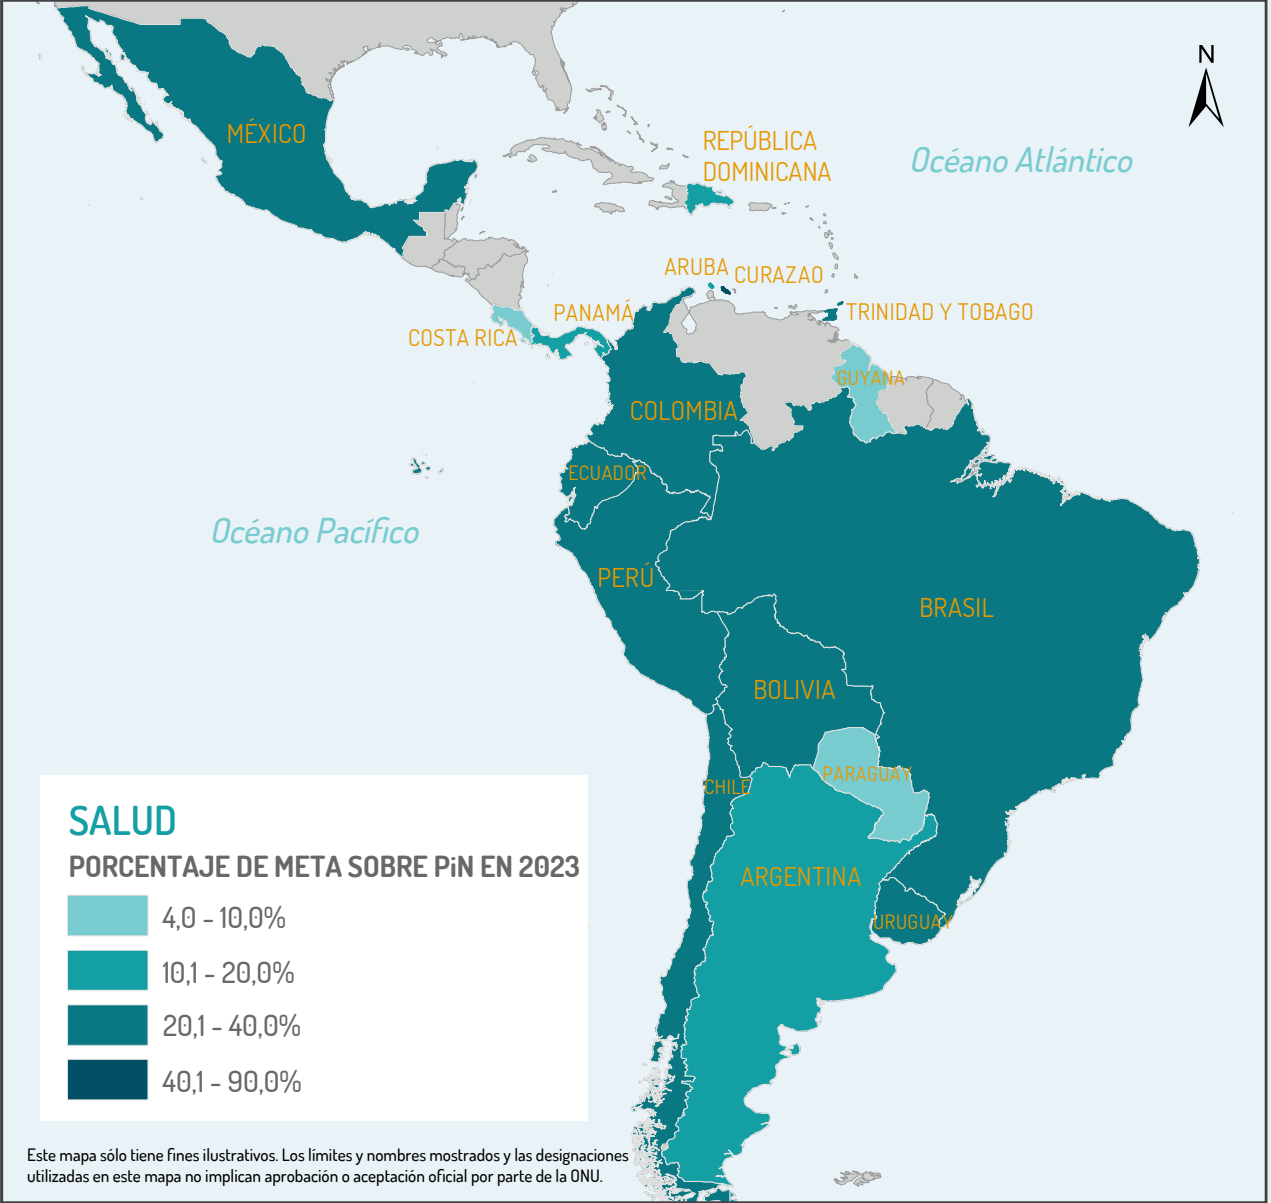 N
MÉXICO
REPÚBLICA
DOMINICANA
Océano Atlántico
ARUBA
CURAZAO
PANAMÁ
TRINIDAD Y TOBAGO
COSTA RICA
GUYANA
COLOMBIA
ECUADOR
Océano Pacífico
PERÚ
BRASIL
BOLIVIA
PARAGUAY
CHILE
ARGENTINA
URUGUAY
SALUD
PORCENTAJE DE META SOBRE PiN EN 2023
4,0 - 10,0%
10,1 - 20,0%
20,1 - 40,0%
40,1 - 90,0%
Este mapa sólo tiene fines ilustrativos. Los límites y nombres mostrados y las designaciones
utilizadas en este mapa no implican aprobación o aceptación oficial por parte de la ONU.